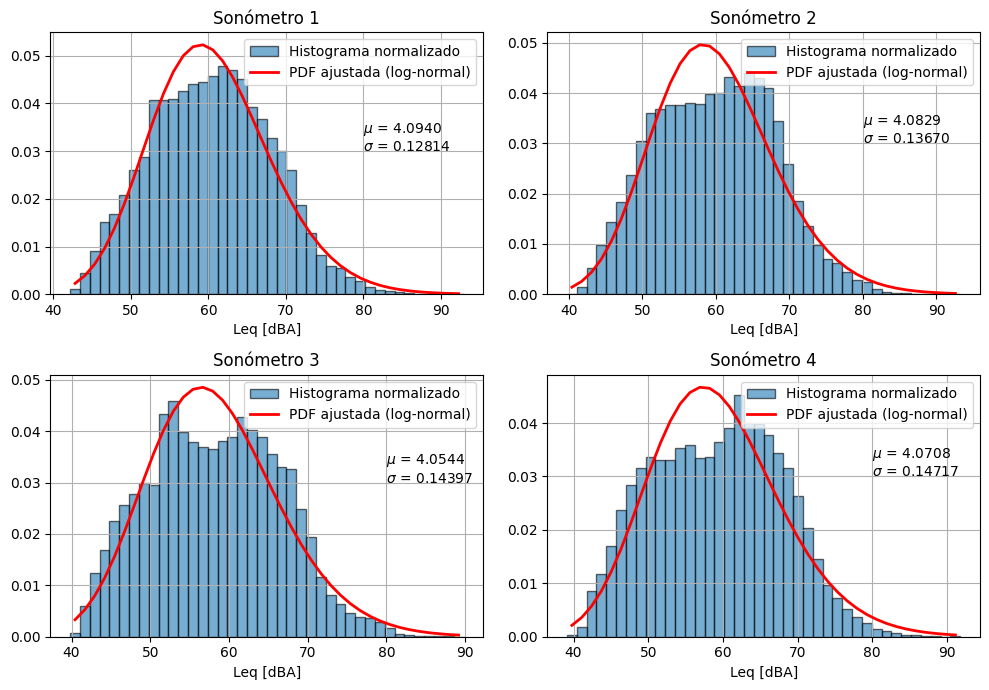 Sonómetro 1
Histograma normalizado
PDF ajustada (log-normal)
μ = 4.0940
σ = 0.12814
0.05
0.04
0.03
0.02
0.01
0.00
40 50 60 70 80 90
Leq [dBA]
Sonómetro 2
Histograma normalizado
PDF ajustada (log-normal)
μ = 4.0829
σ = 0.13670
0.05
0.04
0.03
0.02
0.01
0.00
40 50 60 70 80 90
Leq [dBA]
Sonómetro 3
Histograma normalizado
PDF ajustada (log-normal)
μ = 4.0544
σ = 0.14397
0.05
0.04
0.03
0.02
0.01
0.00
40 50 60 70 80 90
Leq [dBA]
Sonómetro 4
Histograma normalizado
PDF ajustada (log-normal)
μ = 4.0708
σ = 0.14717
0.04
0.03
0.02
0.01
0.00
40 50 60 70 80 90
Leq [dBA]